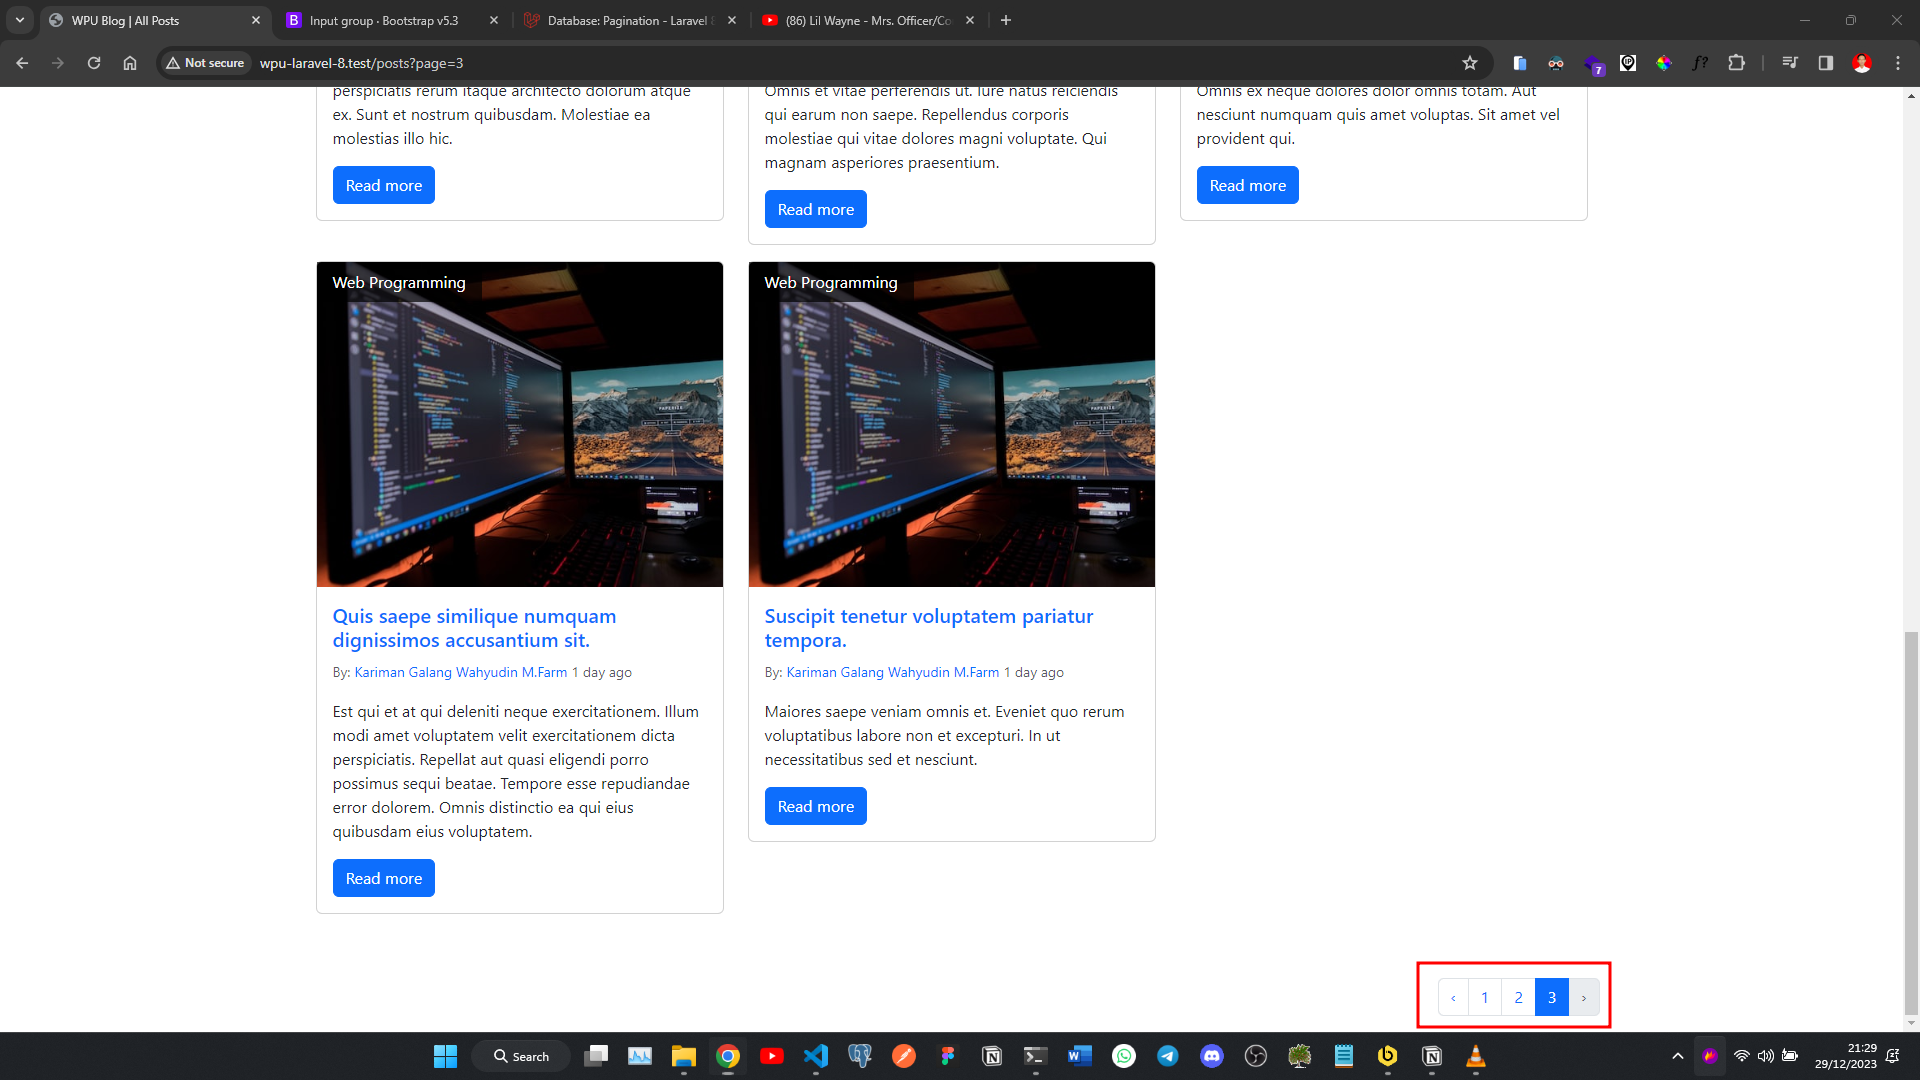 WPU Blog | All Posts
Input group · Bootstrap v5.3
Database: Pagination - Laravel
(86) Lil Wayne - Mrs. Officer/Co
Not secure
wpu-laravel-8.test/posts?page=3
7
perspiciatis rerum itaque architecto dolorum atque
ex. Sunt et nostrum quibusdam. Molestiae ea
molestias illo hic.
Read more
Omnis et vitae perferendis ut. Iure natus reiciendis
qui earum non saepe. Repellendus corporis
molestiae qui vitae dolores magni voluptate. Qui
magnam asperiores praesentium.
Read more
Omnis ex neque dolores dolor omnis totam. Aut
nesciunt numquam quis amet voluptas. Sit amet vel
provident qui.
Read more
Web Programming
Quis saepe similique numquam
dignissimos accusantium sit.
By: Kariman Galang Wahyudin M.Farm 1 day ago
Est qui et at qui deleniti neque exercitationem. Illum
modi amet voluptatem velit exercitationem dicta
perspiciatis. Repellat aut quasi eligendi porro
possimus sequi beatae. Tempore esse repudiandae
error dolorem. Omnis distinctio ea qui eius
quibusdam eius voluptatem.
Read more
Web Programming
Suscipit tenetur voluptatem pariatur
tempora.
By: Kariman Galang Wahyudin M.Farm 1 day ago
Maiores saepe veniam omnis et. Eveniet quo rerum
voluptatibus labore non et excepturi. In ut
necessitatibus sed et nesciunt.
Read more
‹ 1 2 3 ›
Search
21:29
29/12/2023